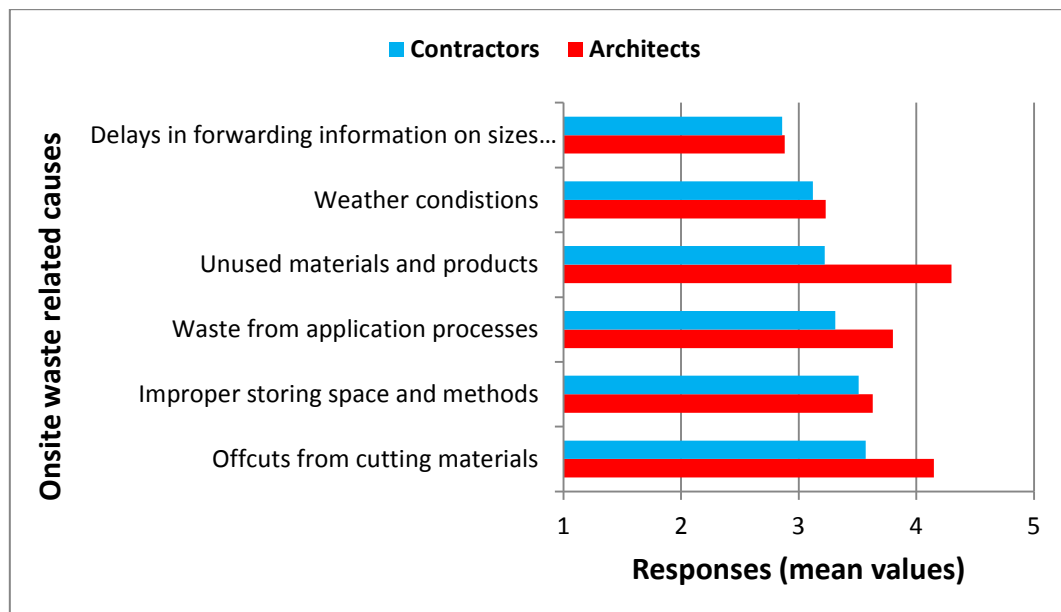 Contractors Architects
Onsite waste related causes
Delays in forwarding information on sizes...
Weather condistions
Unused materials and products
Waste from application processes
Improper storing space and methods
Offcuts from cutting materials
1 2 3 4 5
Responses (mean values)